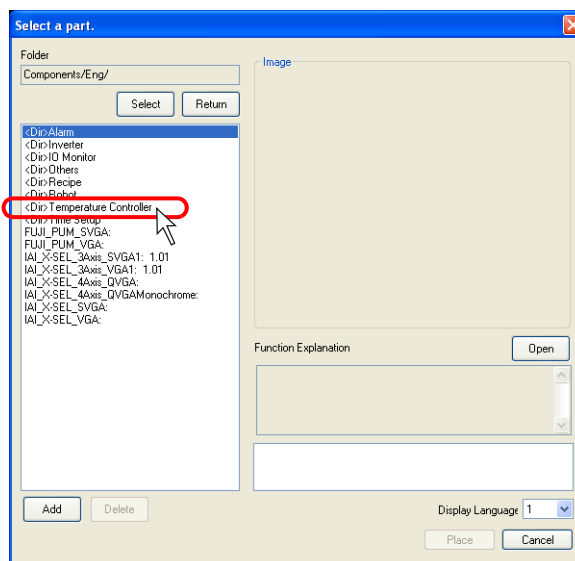 Select a part.
Folder
Components/Eng/
Select
Return
<Dir>Alarm
<Dir>Inverter
<Dir>IO Monitor
<Dir>Others
<Dir>Recipe
<Dir>Robot
<Dir>Temperature Controller
<Dir>Time Setup
FUJI_PUM_SVGA:
FUJI_PUM_VGA:
IAI_X-SEL_3Axis_SVGA1: 1.01
IAI_X-SEL_3Axis_VGA1: 1.01
IAI_X-SEL_4Axis_QVGA:
IAI_X-SEL_4Axis_QVGAMonochrome:
IAI_X-SEL_SVGA:
IAI_X-SEL_VGA:
Add
Delete
Image
Function Explanation
Open
Display Language 1
Place
Cancel